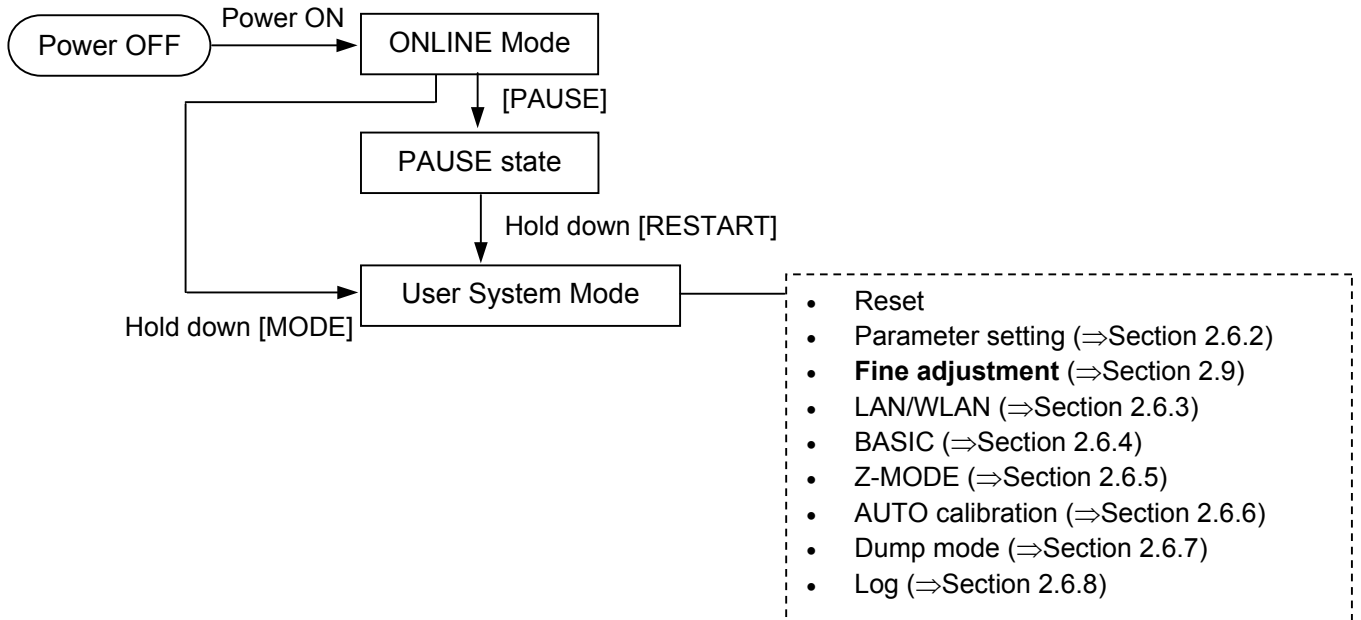 Power OFF
Power ON
ONLINE Mode
[PAUSE]
PAUSE state
Hold down [RESTART]
User System Mode
Hold down [MODE]
• Reset
• Parameter setting (⇒Section 2.6.2)
• Fine adjustment (⇒Section 2.9)
• LAN/WLAN (⇒Section 2.6.3)
• BASIC (⇒Section 2.6.4)
• Z-MODE (⇒Section 2.6.5)
• AUTO calibration (⇒Section 2.6.6)
• Dump mode (⇒Section 2.6.7)
• Log (⇒Section 2.6.8)